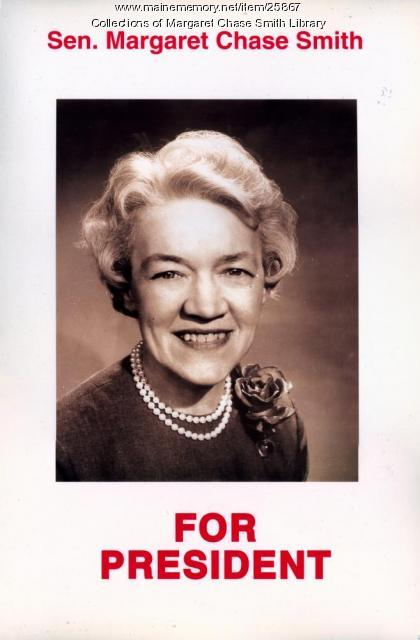 www.mainememory.net/item/25867
Collections of Margaret Chase Smith Library
Sen. Margaret Chase Smith
FOR
PRESIDENT